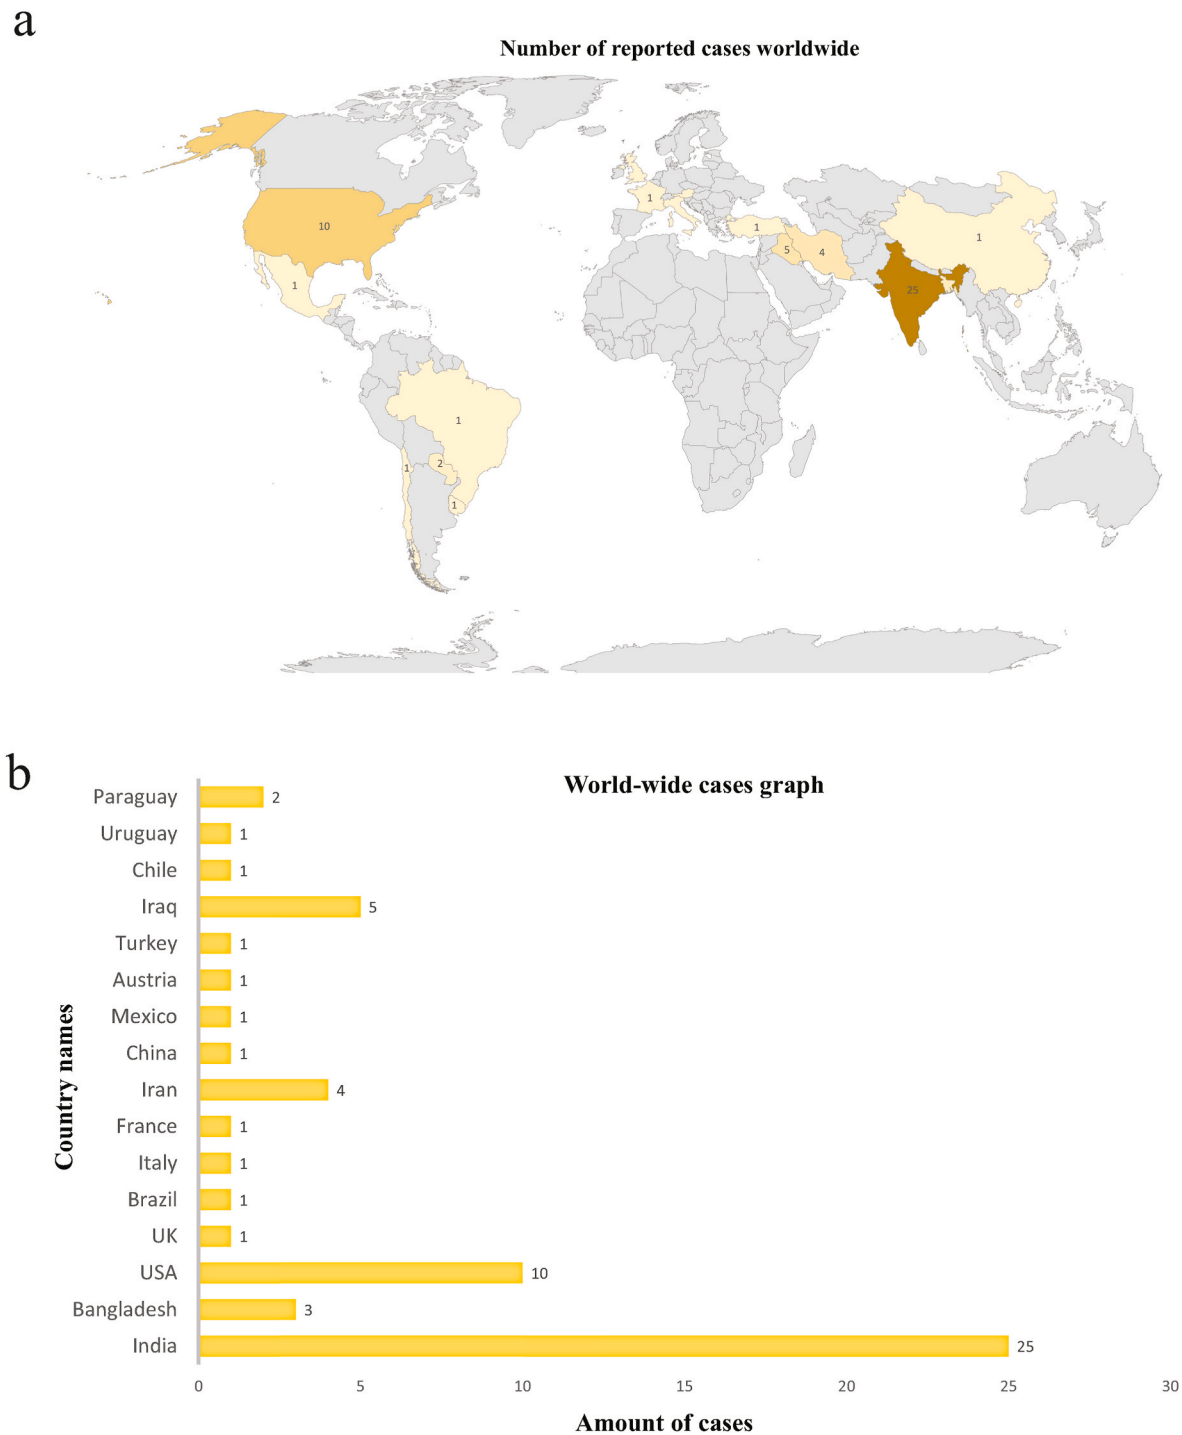 a
Number of reported cases worldwide
10
1
1
1
5
4
1
25
1
1
2
1
b
World-wide cases graph
Country names
Paraguay 2
Uruguay 1
Chile 1
Iraq 5
Turkey 1
Austria 1
Mexico 1
China 1
Iran 4
France 1
Italy 1
Brazil 1
UK 1
USA 10
Bangladesh 3
India 25
0 5 10 15 20 25 30
Amount of cases